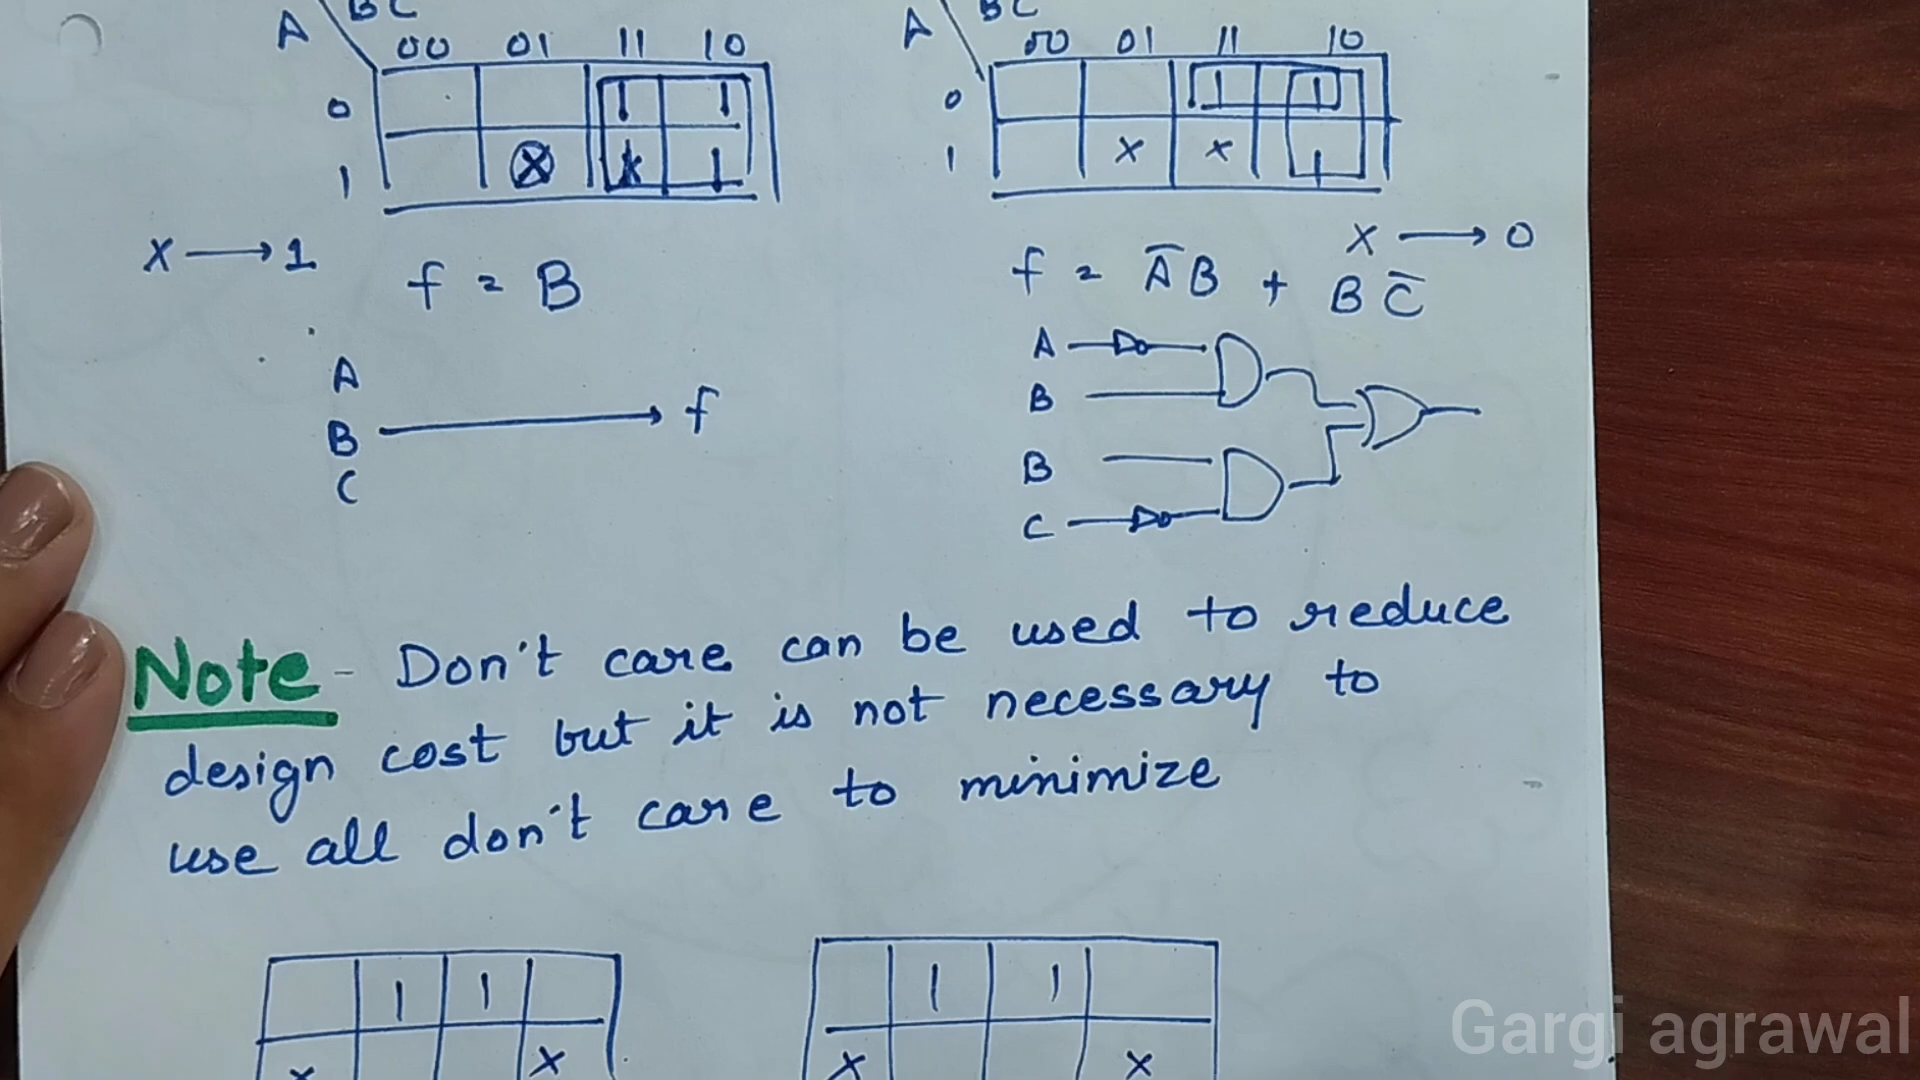 A BC
00 01 11 10
0 1 1
1 X X 1
X → 1
f = B
A
B → f
C
A BC
00 01 11 10
0 1 1
1 X X 1
X → 0
f = A̅B + BC̅
A
B
B
C
Note - Don't care can be used to reduce
design cost but it is not necessary to
use all don't care to minimize
1 1
X X
1 1
X X
Gargi agrawal